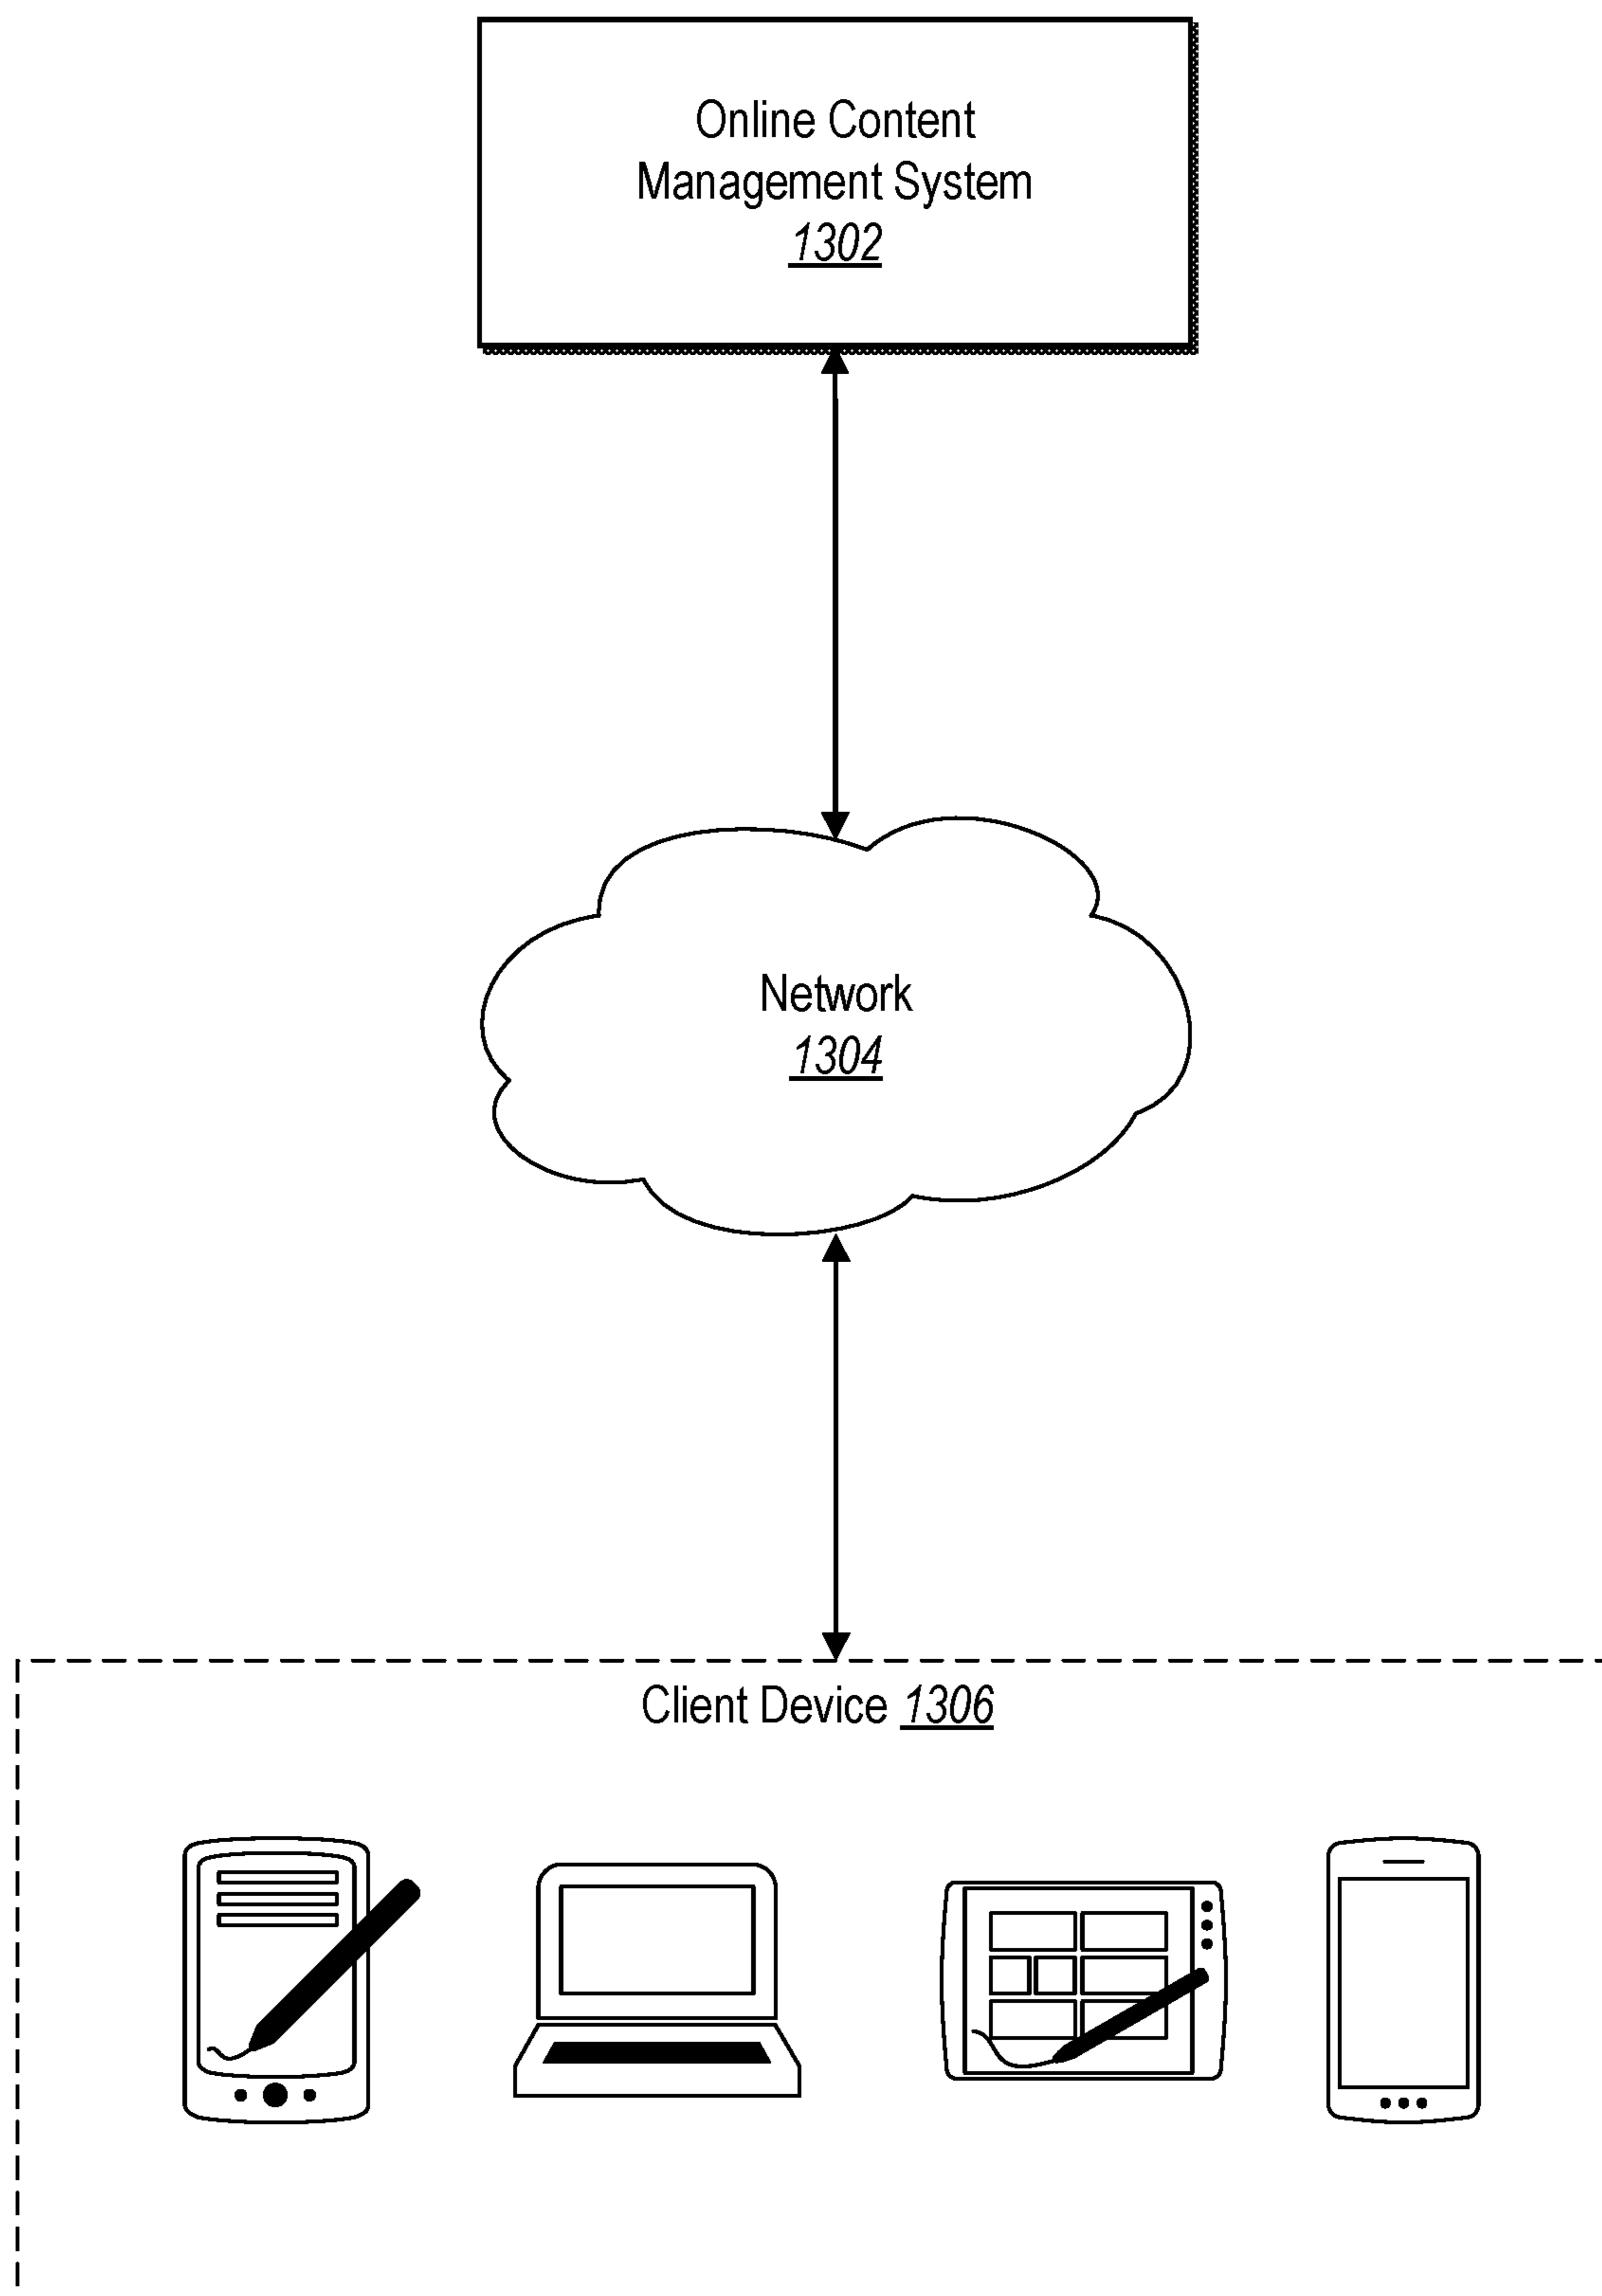 Online Content
Management System
1302
Network
1304
Client Device 1306